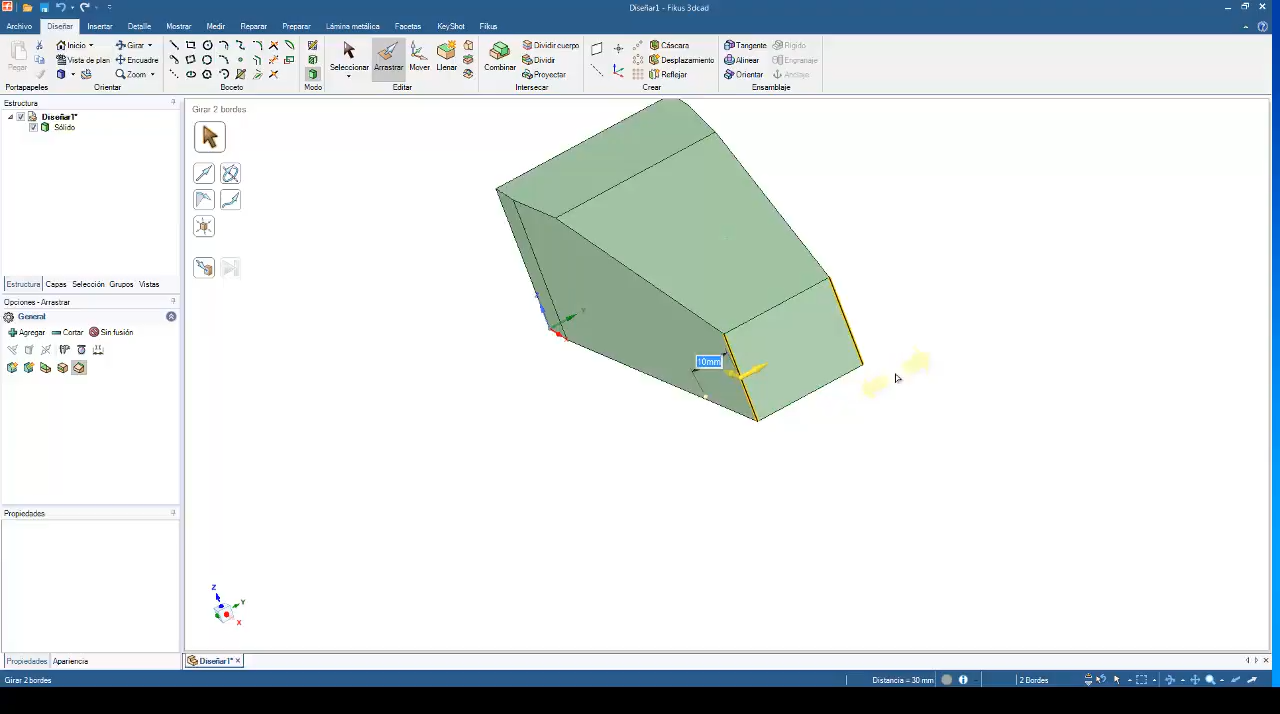 Diseñar1* - Fikus 3dcad
Archivo Diseñar Insertar Detalle Mostrar Medir Reparar Preparar Lámina metálica Facetas KeyShot Fikus
Pegar Inicio Girar Seleccionar Arrastrar Mover Llenar Combinar Dividir cuerpo Cáscara Tangente Rígido
Vista de plan Encuadre Dividir Desplazamiento Alinear Engranaje
Zoom Proyectar Reflejar Orientar Anclaje
Portapapeles Orientar Boceto Modo Editar Intersecar Crear Ensamblaje
Estructura
Diseñar1*
Sólido
Estructura Capas Selección Grupos Vistas
Opciones - Arrastrar
General
Agregar Cortar Sin fusión
Propiedades
Propiedades Apariencia
Girar 2 bordes
10mm
Z
Y
X
Diseñar1*
Girar 2 bordes Distancia = 30 mm 2 Bordes